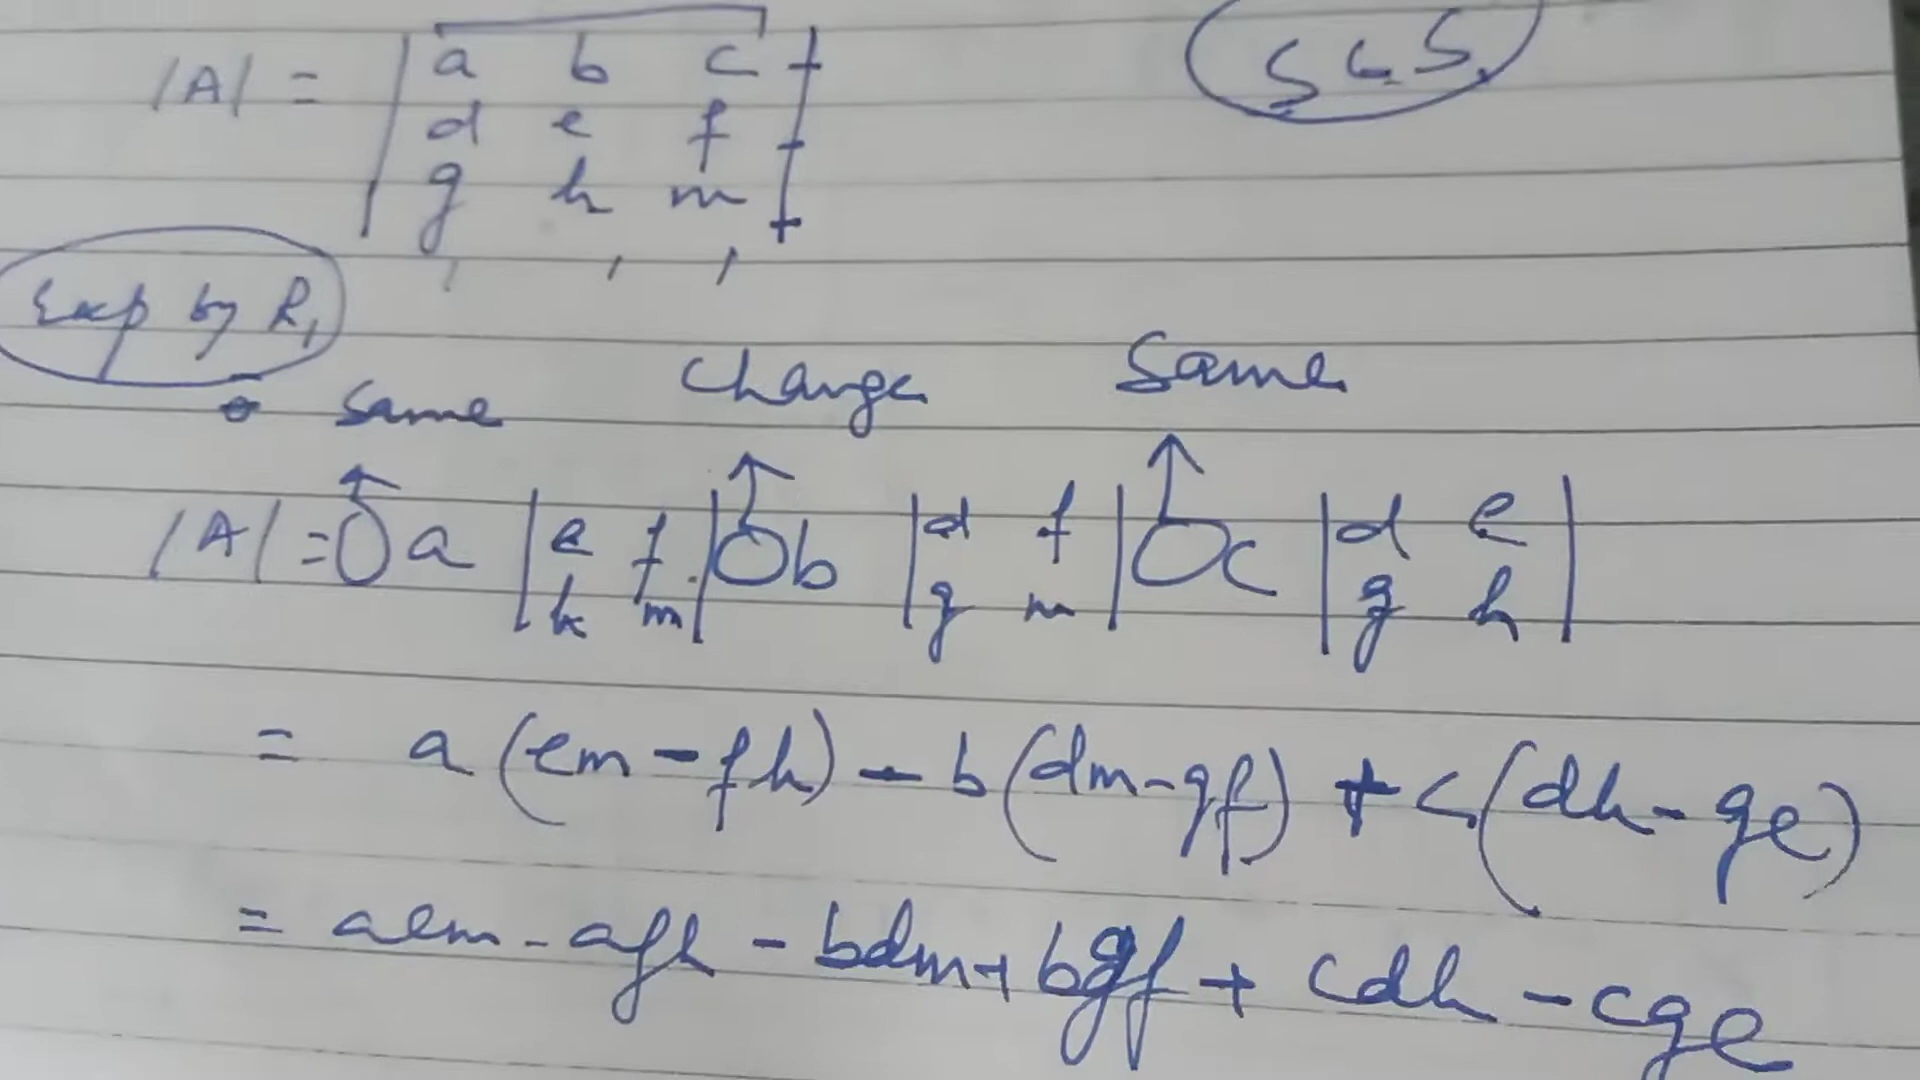 |A| = | a b c |
SCS.
d e f
g h m
Exp by R₁
Same Change Same
|A| = a | e f | b | d f | c | d e |
h m g m g h
= a (em - fh) - b (dm - gf) + c (dh - ge)
= aem - afh - bdm + bgf + cdh - cge